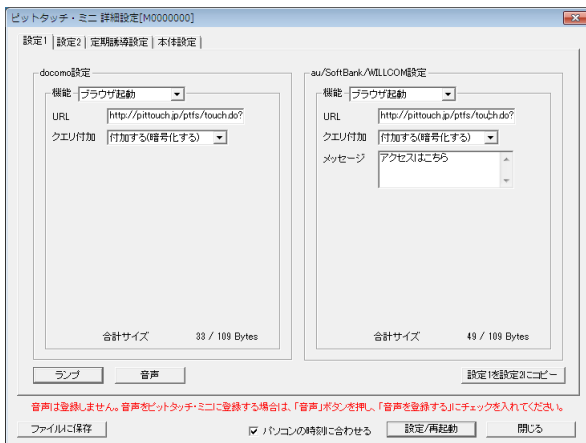 ピットタッチ・ミニ 詳細設定[M0000000]
設定1 設定2 定期誘導設定 本体設定
docomo設定
機能 ブラウザ起動
URL http://pittouch.jp/ptfs/touch.do?
クエリ付加 付加する(暗号化する)
合計サイズ 33 / 109 Bytes
au/SoftBank/WILLCOM設定
機能 ブラウザ起動
URL http://pittouch.jp/ptfs/touch.do?
クエリ付加 付加する(暗号化する)
メッセージ アクセスはこちら
合計サイズ 49 / 109 Bytes
ランプ 音声 設定1を設定2にコピー
音声は登録しません。音声をピットタッチ・ミニに登録する場合は、「音声」ボタンを押し、「音声を登録する」にチェックを入れてください。
ファイルに保存 パソコンの時刻に合わせる 設定/再起動 閉じる